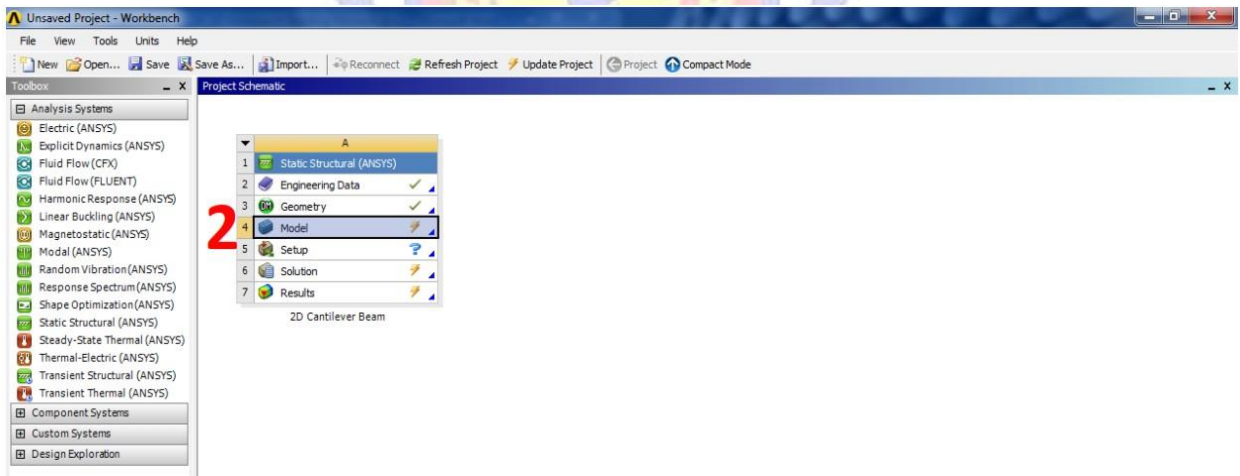 Unsaved Project - Workbench
File View Tools Units Help
New Open... Save Save As... Import... Reconnect Refresh Project Update Project Project Compact Mode
Toolbox
Project Schematic
Analysis Systems
Electric (ANSYS)
Explicit Dynamics (ANSYS)
Fluid Flow (CFX)
Fluid Flow (FLUENT)
Harmonic Response (ANSYS)
Linear Buckling (ANSYS)
Magnetostatic (ANSYS)
Modal (ANSYS)
Random Vibration (ANSYS)
Response Spectrum (ANSYS)
Shape Optimization (ANSYS)
Static Structural (ANSYS)
Steady-State Thermal (ANSYS)
Thermal-Electric (ANSYS)
Transient Structural (ANSYS)
Transient Thermal (ANSYS)
Component Systems
Custom Systems
Design Exploration
2
A
1 Static Structural (ANSYS)
2 Engineering Data
3 Geometry
4 Model
5 Setup ?
6 Solution
7 Results
2D Cantilever Beam